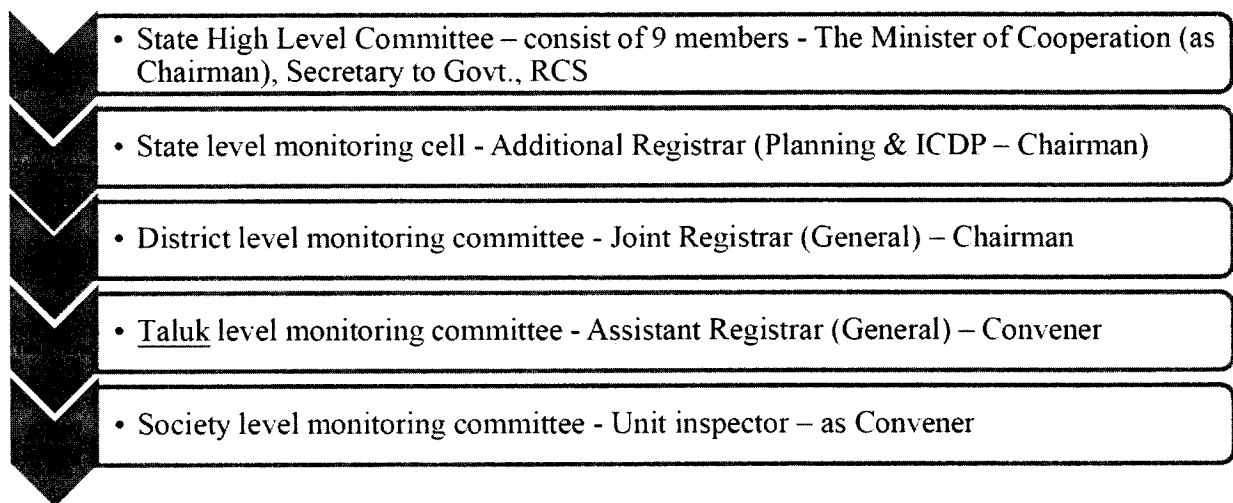 • State High Level Committee – consist of 9 members - The Minister of Cooperation (as
Chairman), Secretary to Govt., RCS
• State level monitoring cell - Additional Registrar (Planning & ICDP – Chairman)
• District level monitoring committee - Joint Registrar (General) – Chairman
• Taluk level monitoring committee - Assistant Registrar (General) – Convener
• Society level monitoring committee - Unit inspector – as Convener